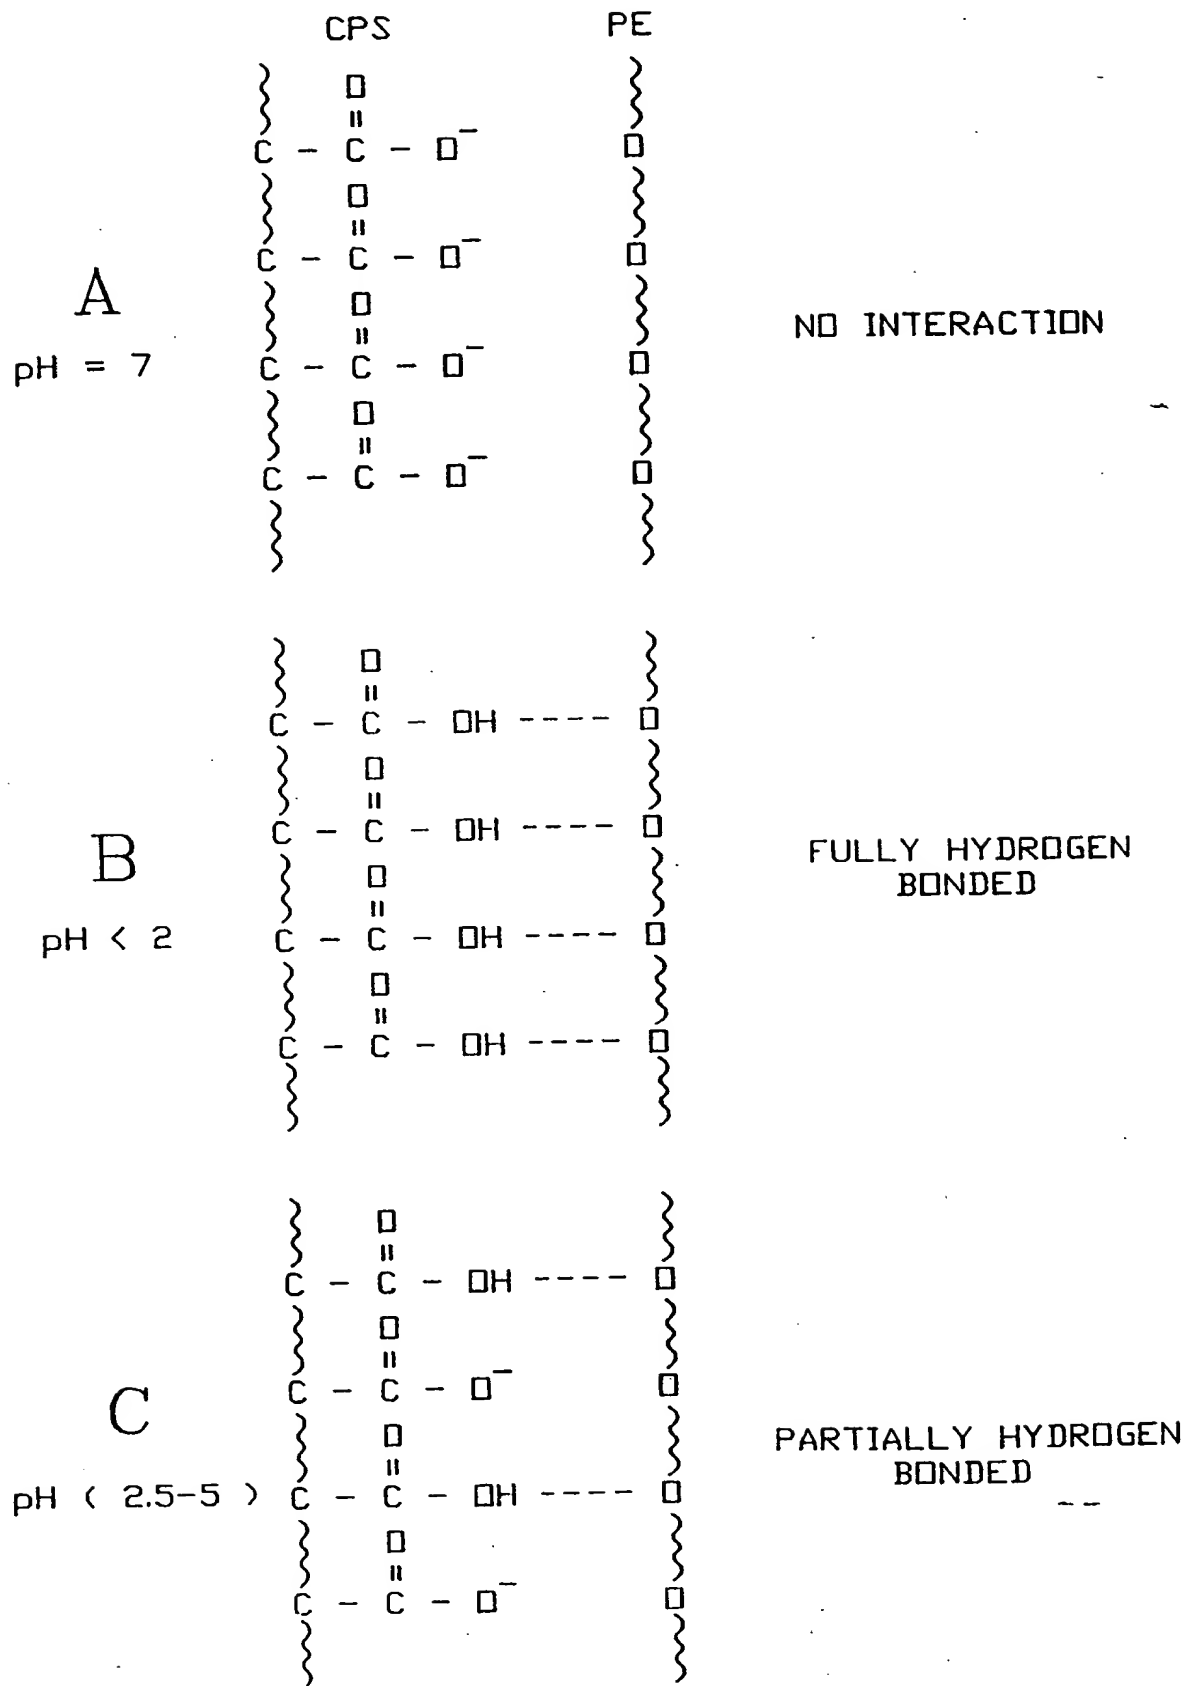 CPS PE
O O O O
= = = =
C - C - O⁻ O
C - C - O⁻ O
C - C - O⁻ O
C - C - O⁻ O
A
pH = 7
NO INTERACTION
O O O O
= = = =
C - C - OH ---- O
C - C - OH ---- O
C - C - OH ---- O
C - C - OH ---- O
B
pH < 2
FULLY HYDROGEN
BONDED
O O O O
= = = =
C - C - OH ---- O
C - C - O⁻ O
C - C - OH ---- O
C - C - O⁻ O
C
pH ( 2.5-5 )
PARTIALLY HYDROGEN
BONDED